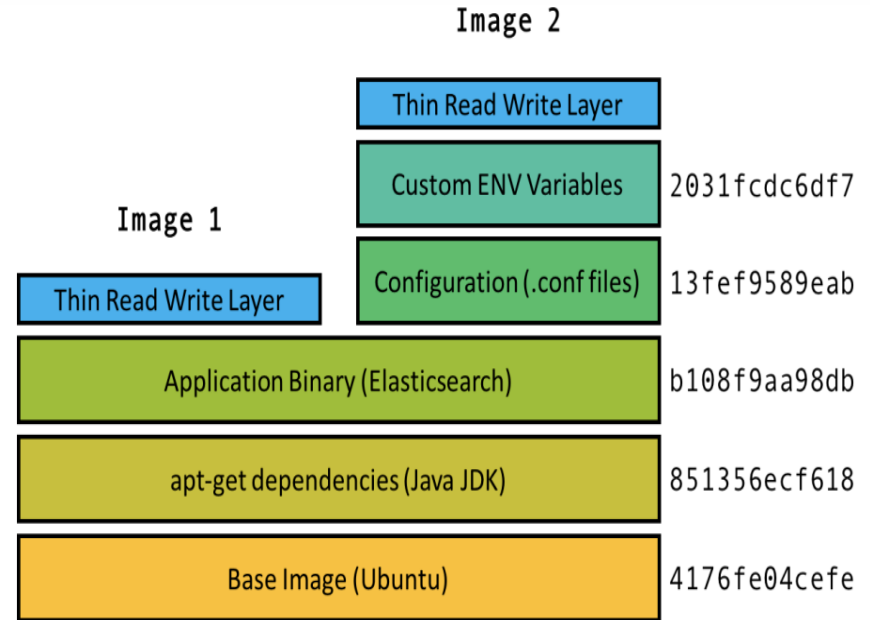 Image 2
Thin Read Write Layer
Custom ENV Variables 2031fcdc6df7
Image 1
Configuration (.conf files) 13fef9589eab
Thin Read Write Layer
Application Binary (Elasticsearch) b108f9aa98db
apt-get dependencies (Java JDK) 851356ecf618
Base Image (Ubuntu) 4176fe04cefe